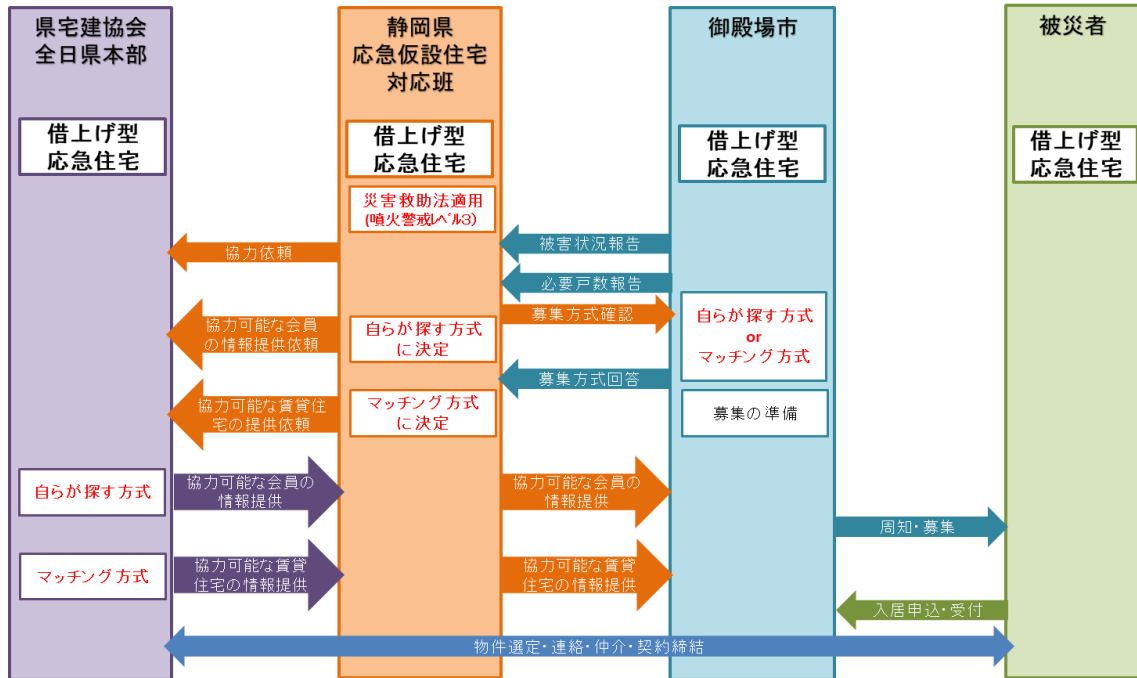 県宅建協会
全日県本部
静岡県
応急仮設住宅
対応班
御殿場市
被災者
借上げ型
応急住宅
借上げ型
応急住宅
借上げ型
応急住宅
借上げ型
応急住宅
災害救助法適用
(噴火警戒ﾚﾍﾞﾙ3)
被害状況報告
協力依頼
必要戸数報告
募集方式確認
協力可能な会員
の情報提供依頼
自らが探す方式
に決定
自らが探す方式
or
マッチング方式
募集方式回答
協力可能な賃貸住
宅の提供依頼
マッチング方式
に決定
募集の準備
自らが探す方式
協力可能な会員の
情報提供
協力可能な会員の
情報提供
周知・募集
マッチング方式
協力可能な賃貸
住宅の情報提供
協力可能な賃貸
住宅の情報提供
入居申込・受付
物件選定・連絡・仲介・契約締結